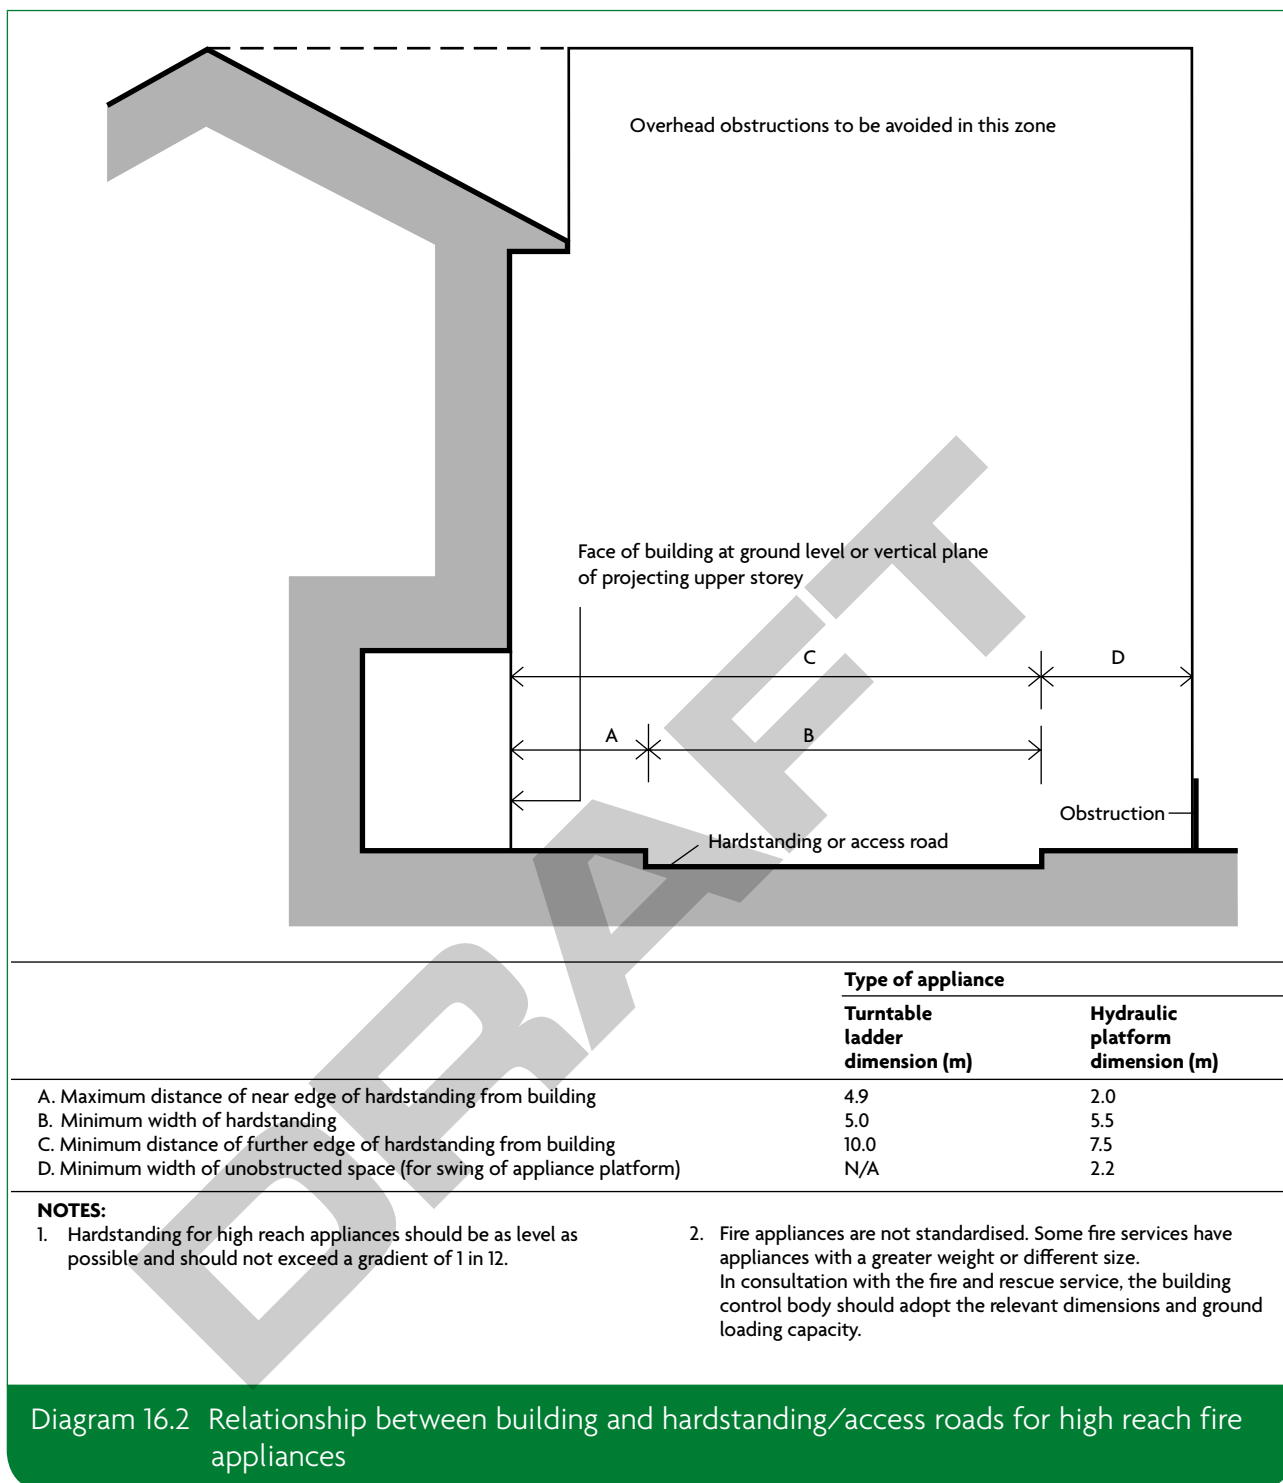 Overhead obstructions to be avoided in this zone
Face of building at ground level or vertical plane
of projecting upper storey
C
D
A
B
Obstruction
Hardstanding or access road
DRAFT
Type of appliance
Turntable
ladder
dimension (m)
Hydraulic
platform
dimension (m)
A. Maximum distance of near edge of hardstanding from building 4.9 2.0
B. Minimum width of hardstanding 5.0 5.5
C. Minimum distance of further edge of hardstanding from building 10.0 7.5
D. Minimum width of unobstructed space (for swing of appliance platform) N/A 2.2
NOTES:
1. Hardstanding for high reach appliances should be as level as
possible and should not exceed a gradient of 1 in 12.
2. Fire appliances are not standardised. Some fire services have
appliances with a greater weight or different size.
In consultation with the fire and rescue service, the building
control body should adopt the relevant dimensions and ground
loading capacity.
Diagram 16.2 Relationship between building and hardstanding/access roads for high reach fire
appliances